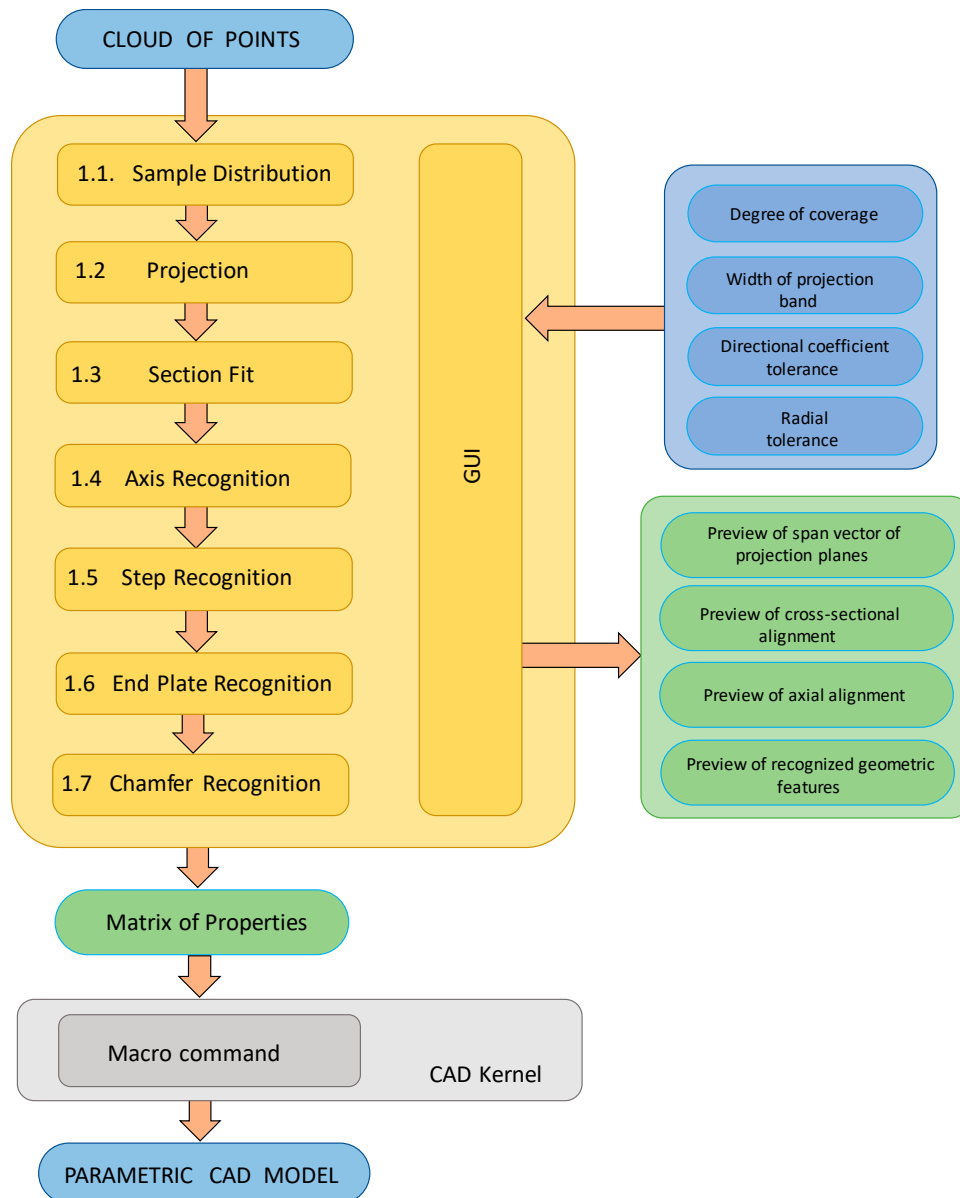 CLOUD OF POINTS
1.1. Sample Distribution
1.2 Projection
1.3 Section Fit
1.4 Axis Recognition
1.5 Step Recognition
1.6 End Plate Recognition
1.7 Chamfer Recognition
GUI
Degree of coverage
Width of projection
band
Directional coefficient
tolerance
Radial
tolerance
Preview of span vector of
projection planes
Preview of cross-sectional
alignment
Preview of axial alignment
Preview of recognized geometric
features
Matrix of Properties
Macro command
CAD Kernel
PARAMETRIC CAD MODEL